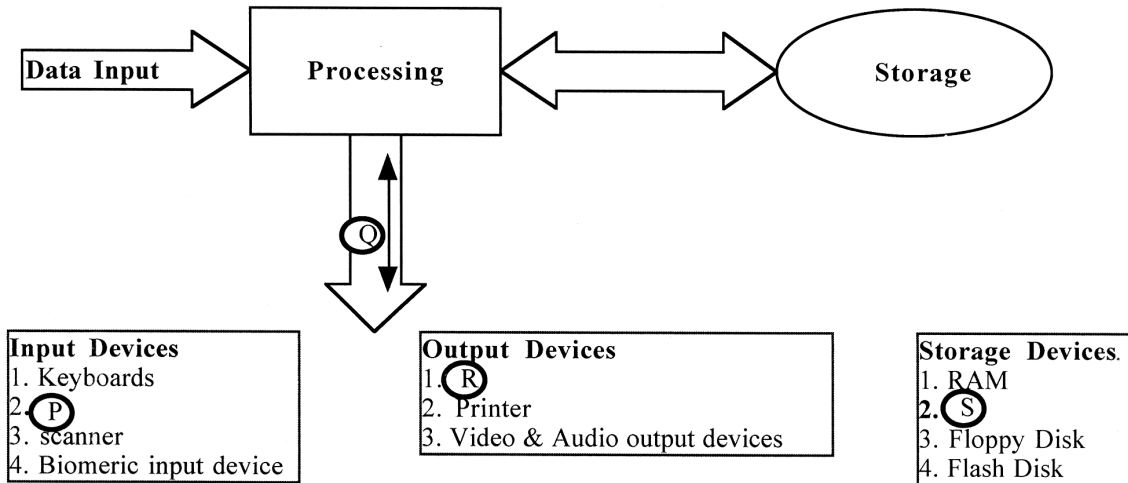 Data Input
Processing
Storage
Q
Input Devices
1. Keyboards
2. P
3. scanner
4. Biomeric input device
Output Devices
1. R
2. Printer
3. Video & Audio output devices
Storage Devices.
1. RAM
2. S
3. Floppy Disk
4. Flash Disk